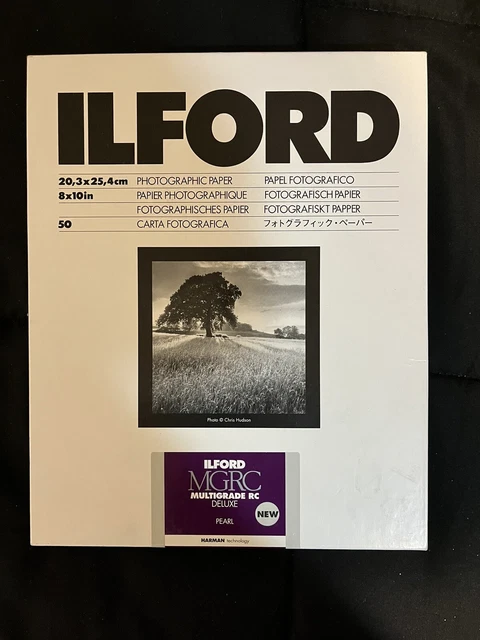 ILFORD
20,3 x 25,4cm PHOTOGRAPHIC PAPER PAPEL FOTOGRAFICO
8x10in PAPIER PHOTOGRAPHIQUE FOTOGRAFISCH PAPIER
FOTOGRAPHISCHES PAPIER FOTOGRAFISKT PAPPER
50 CARTA FOTOGRAFICA フォトグラフィック・ペーパー
Photo © Chris Hudson
ILFORD
MGRC
MULTIGRADE RC
DELUXE
PEARL
NEW
HARMAN technology